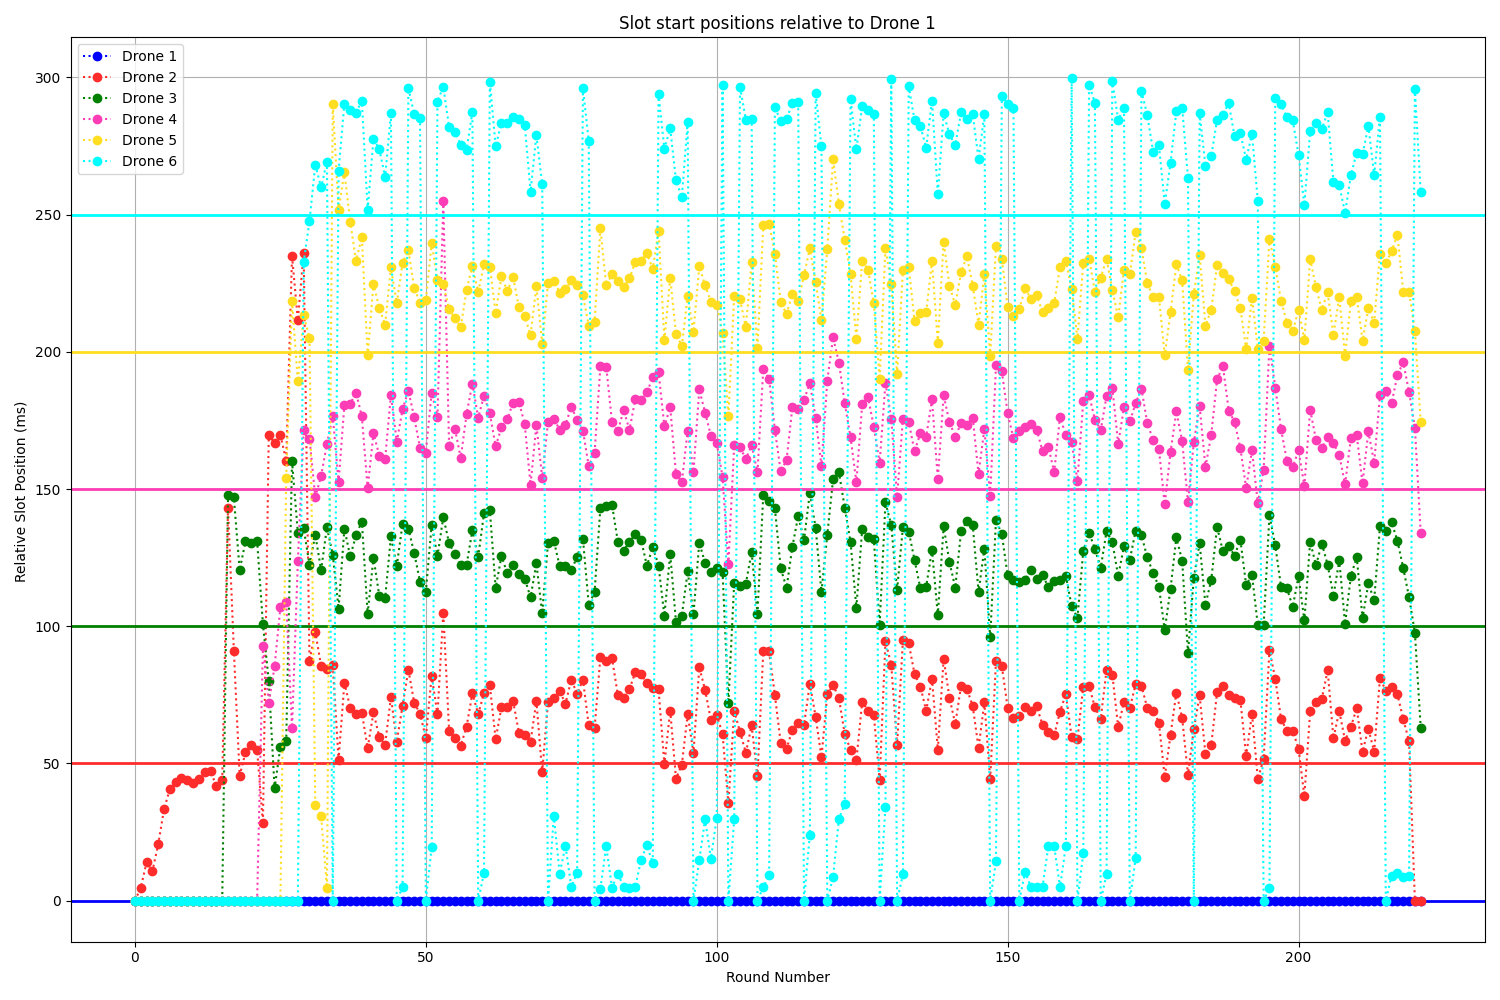 Slot start positions relative to Drone 1
Drone 1
Drone 2
Drone 3
Drone 4
Drone 5
Drone 6
300
250
200
150
100
50
0
Relative Slot Position (ms)
0 50 100 150 200
Round Number